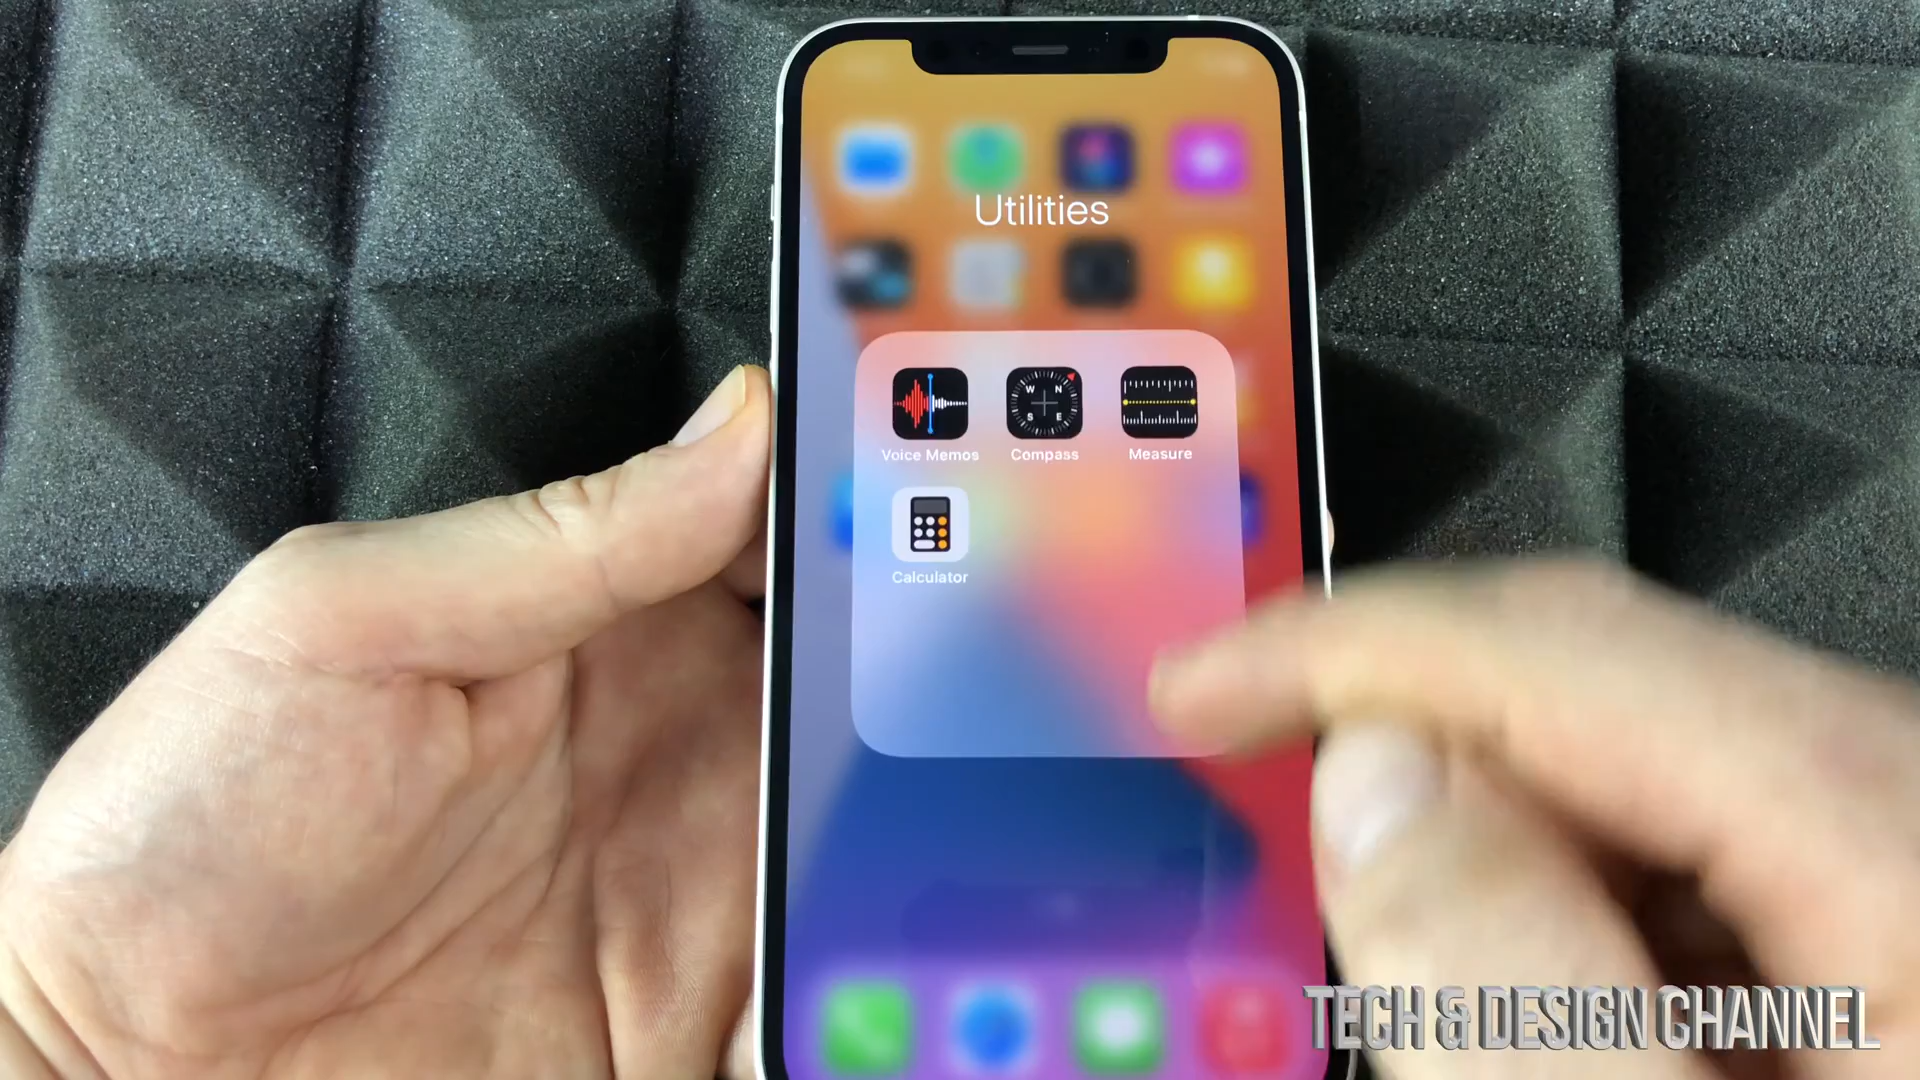 Utilities
W N
S E
Voice Memos Compass Measure
Calculator
TECH & DESIGN CHANNEL